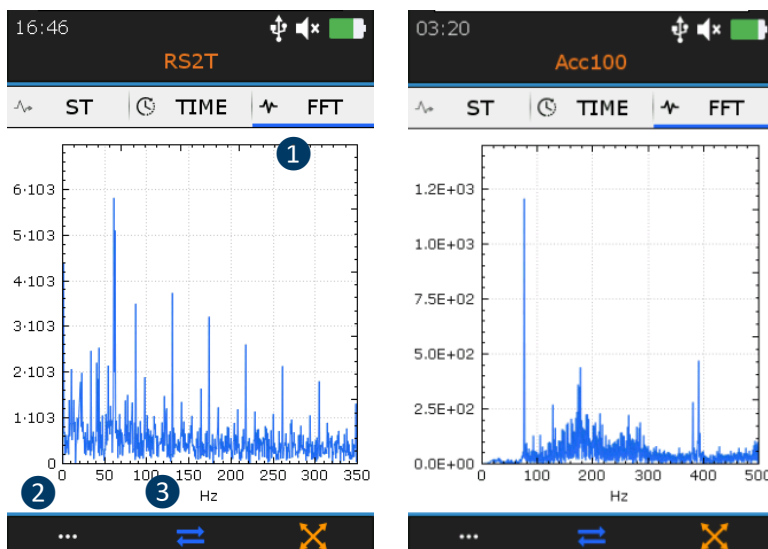 16:46
RS2T
ST TIME FFT
1
6·103
5·103
4·103
3·103
2·103
1·103
0
0 50 100 150 200 250 300 350
Hz
2 3
...
03:20
Acc100
ST TIME FFT
1.2E+03
1.0E+03
7.5E+02
5.0E+02
2.5E+02
0.0E+00
0 100 200 300 400 500
Hz
...